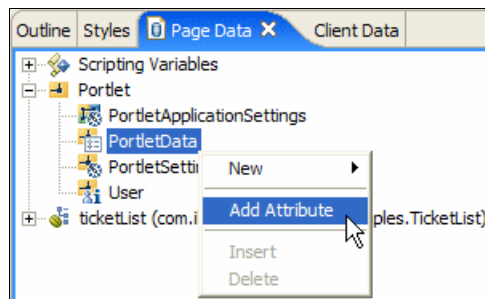 Outline Styles Page Data Client Data
Scripting Variables
Portlet
PortletApplicationSettings
PortletData
New
Add Attribute
Insert
Delete
User
ticketList (com.i ples.TicketList)